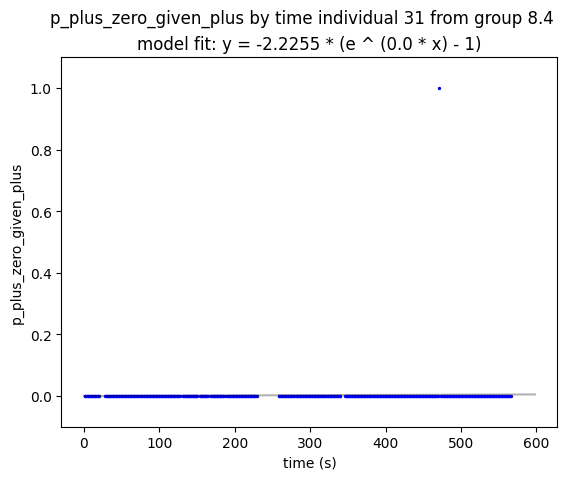 p_plus_zero_given_plus by time individual 31 from group 8.4
model fit: y = -2.2255 * (e ^ (0.0 * x) - 1)
1.0
0.8
0.6
0.4
0.2
0.0
p_plus_zero_given_plus
0 100 200 300 400 500 600
time (s)